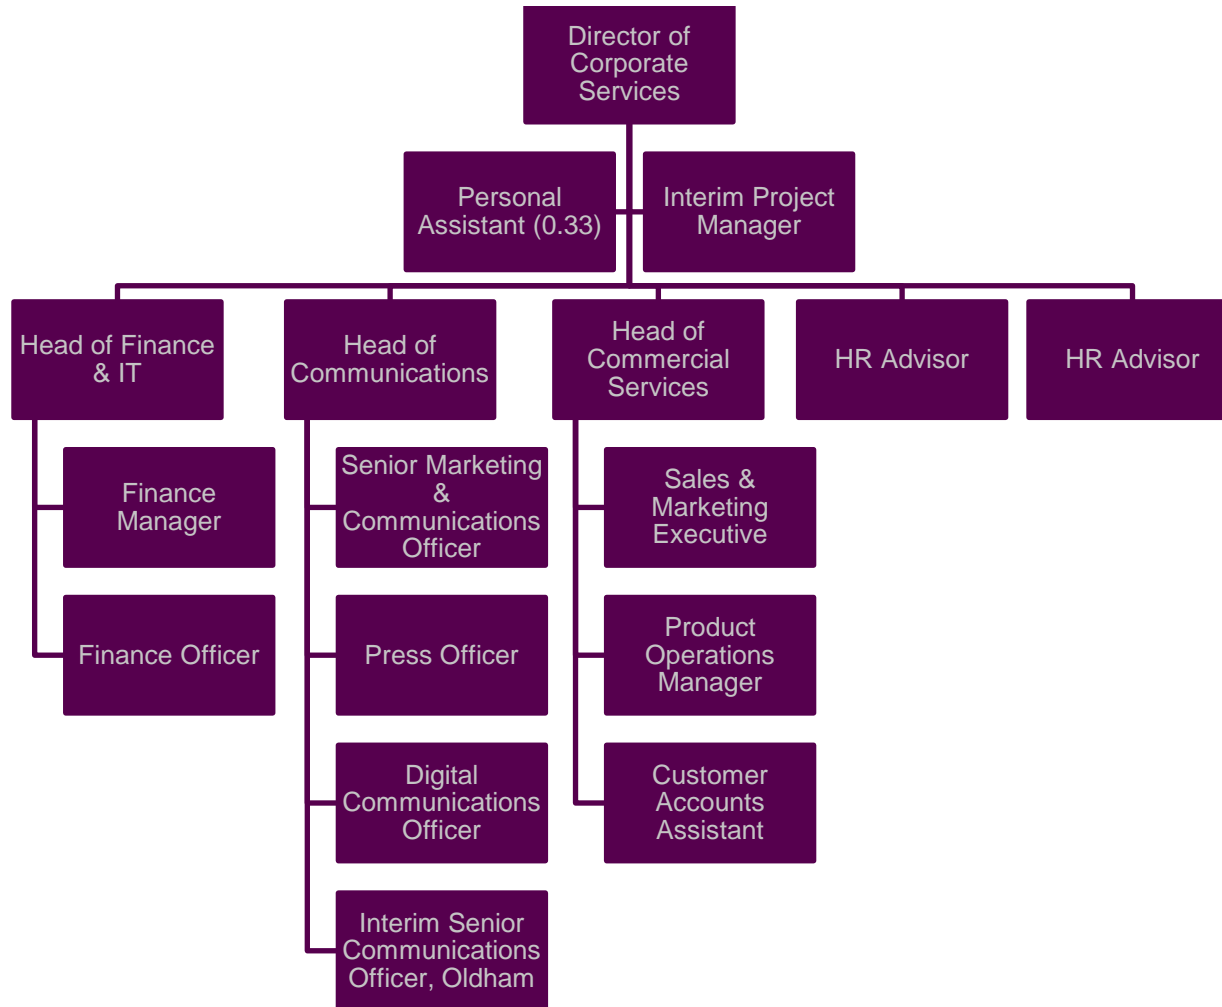 Director of
Corporate
Services
Personal
Assistant (0.33)
Interim Project
Manager
Head of Finance
& IT
Head of
Communications
Head of
Commercial
Services
HR Advisor
HR Advisor
Finance
Manager
Senior Marketing
&
Communications
Officer
Sales &
Marketing
Executive
Finance Officer
Press Officer
Product
Operations
Manager
Digital
Communications
Officer
Customer
Accounts
Assistant
Interim Senior
Communications
Officer, Oldham